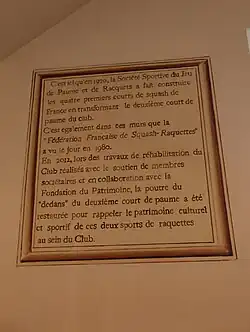 C'est ici qu'en 1920, la Société Sportive du Jeu
de Paume et de Racquets a fait construire
les quatre premiers courts de squash de
France en transformant le deuxième court de
paume du club.
C'est également dans ces murs que la
"Fédération Française de Squash-Raquettes"
a vu le jour en 1980.
En 2012, lors des travaux de réhabilitation du
Club réalisés avec le soutien de membres
sociétaires et en collaboration avec la
Fondation du Patrimoine, la poutre du
"dedans" du deuxième court de paume a été
restaurée pour rappeler le patrimoine culturel
et sportif de ces deux sports de raquettes
au sein du Club.